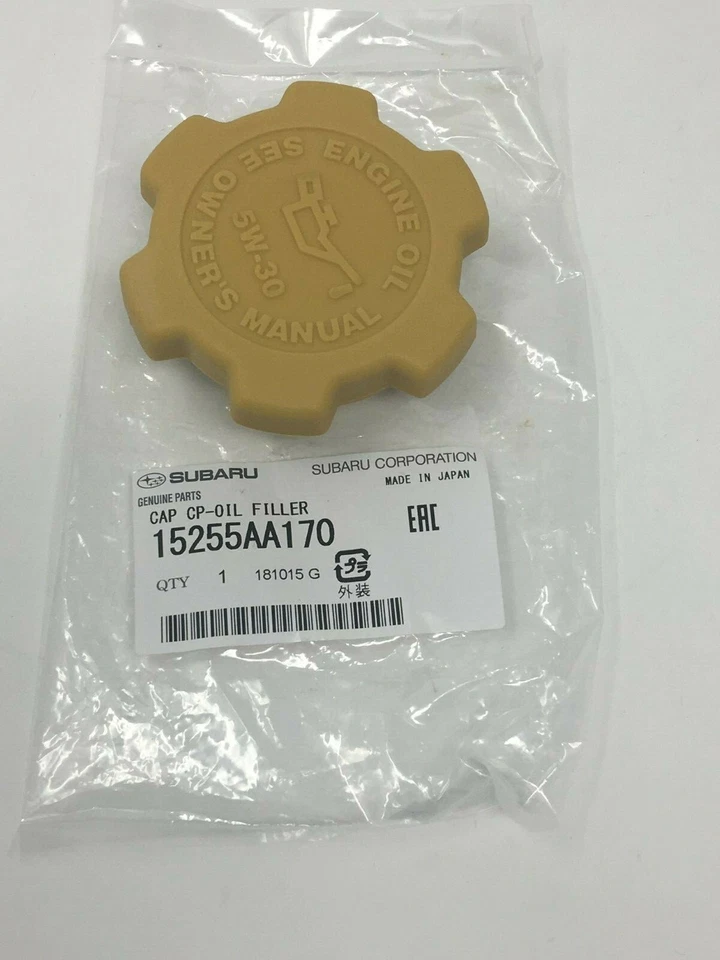 ENGINE OIL
SEE OWNER'S MANUAL
5W-30
SUBARU
SUBARU CORPORATION
GENUINE PARTS
MADE IN JAPAN
CAP CP-OIL FILLER
15255AA170
EAC
QTY 1 181015 G
プラ
外装